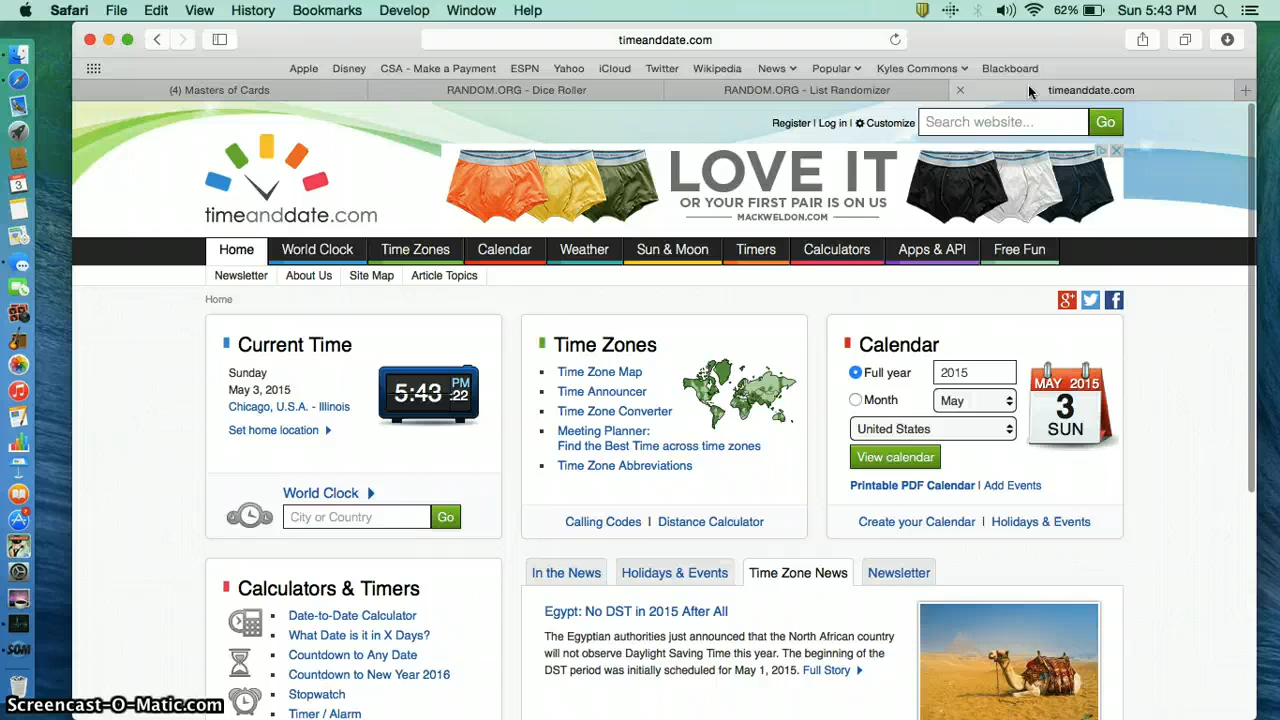 Safari File Edit View History Bookmarks Develop Window Help 62% Sun 5:43 PM
timeanddate.com
Apple Disney CSA - Make a Payment ESPN Yahoo iCloud Twitter Wikipedia News Popular Kyles Commons Blackboard
(4) Masters of Cards RANDOM.ORG - Dice Roller RANDOM.ORG - List Randomizer timeanddate.com
Register | Log in | Customize Search website... Go
timeanddate.com
LOVE IT
OR YOUR FIRST PAIR IS ON US
MACKWELDON.COM
Home World Clock Time Zones Calendar Weather Sun & Moon Timers Calculators Apps & API Free Fun
Newsletter About Us Site Map Article Topics
Home
Current Time
Sunday
May 3, 2015
Chicago, U.S.A. - Illinois
Set home location
5:43 PM 22
World Clock
City or Country Go
Time Zones
Time Zone Map
Time Announcer
Time Zone Converter
Meeting Planner:
Find the Best Time across time zones
Time Zone Abbreviations
Calling Codes | Distance Calculator
Calendar
Full year 2015
Month May
United States
View calendar
MAY 2015
3
SUN
Printable PDF Calendar | Add Events
Create your Calendar | Holidays & Events
Calculators & Timers
Date-to-Date Calculator
What Date is it in X Days?
Countdown to Any Date
Countdown to New Year 2016
Stopwatch
Timer / Alarm
In the News Holidays & Events Time Zone News Newsletter
Egypt: No DST in 2015 After All
The Egyptian authorities just announced that the North African country
will not observe Daylight Saving Time this year. The beginning of the
DST period was initially scheduled for May 1, 2015. Full Story
SOM
Screencast-O-Matic.com